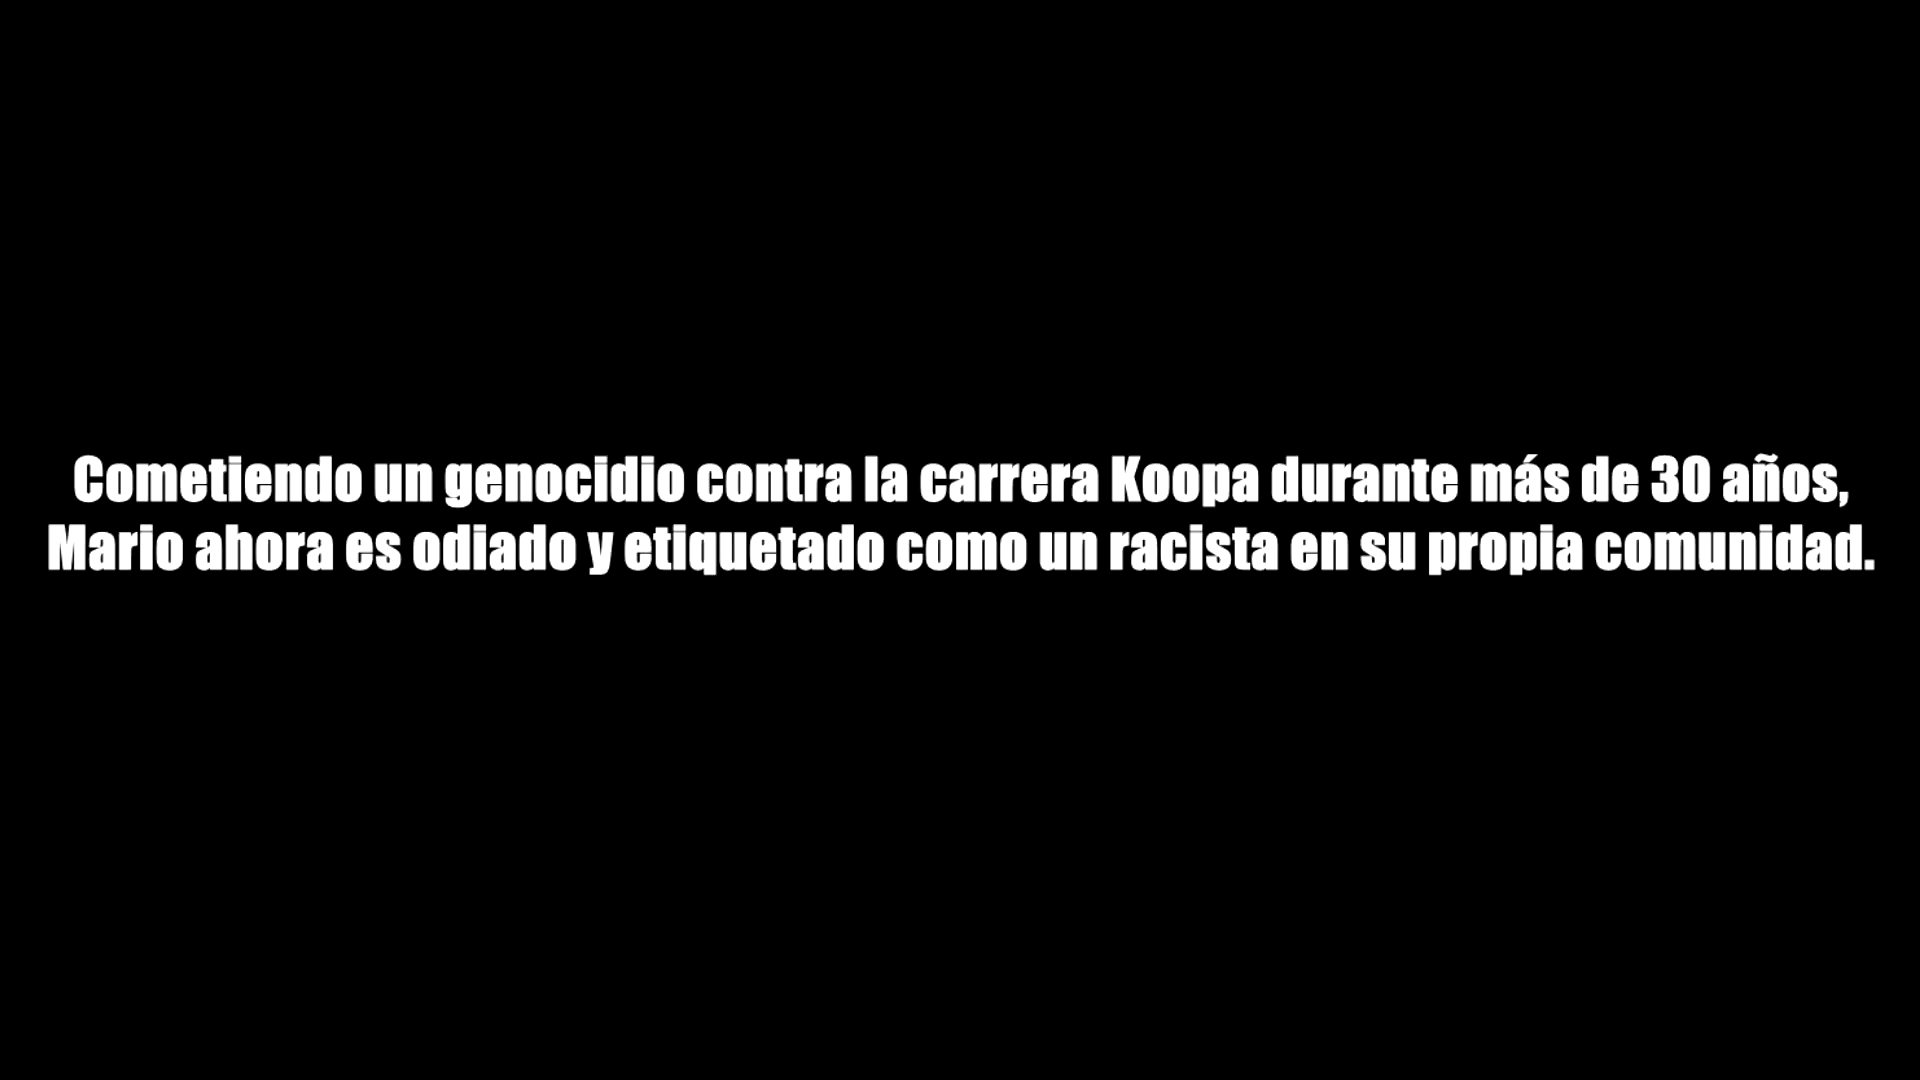 Cometiendo un genocidio contra la carrera Koopa durante más de 30 años,
Mario ahora es odiado y etiquetado como un racista en su propia comunidad.